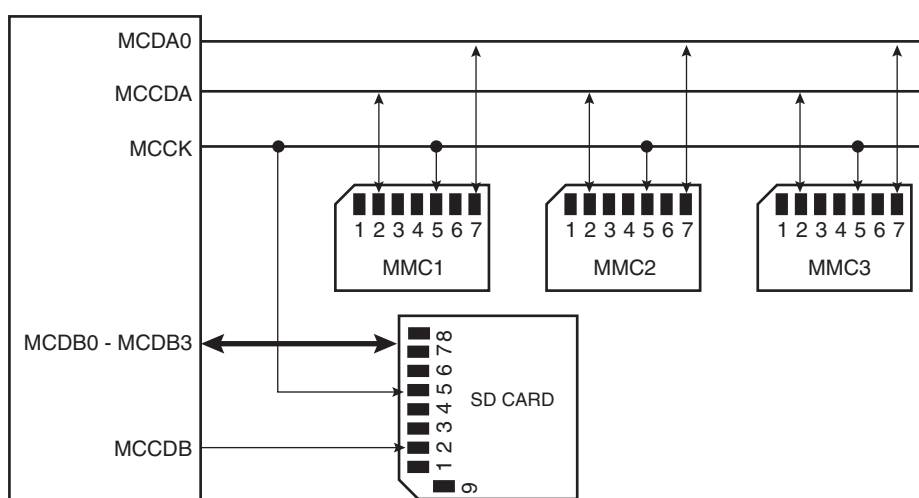 MCDA0
MCCDA
MCCK
1 2 3 4 5 6 7
MMC1
1 2 3 4 5 6 7
MMC2
1 2 3 4 5 6 7
MMC3
MCDB0 - MCDB3
MCCDB
1 2 3 4 5 6 7 8
9
SD CARD